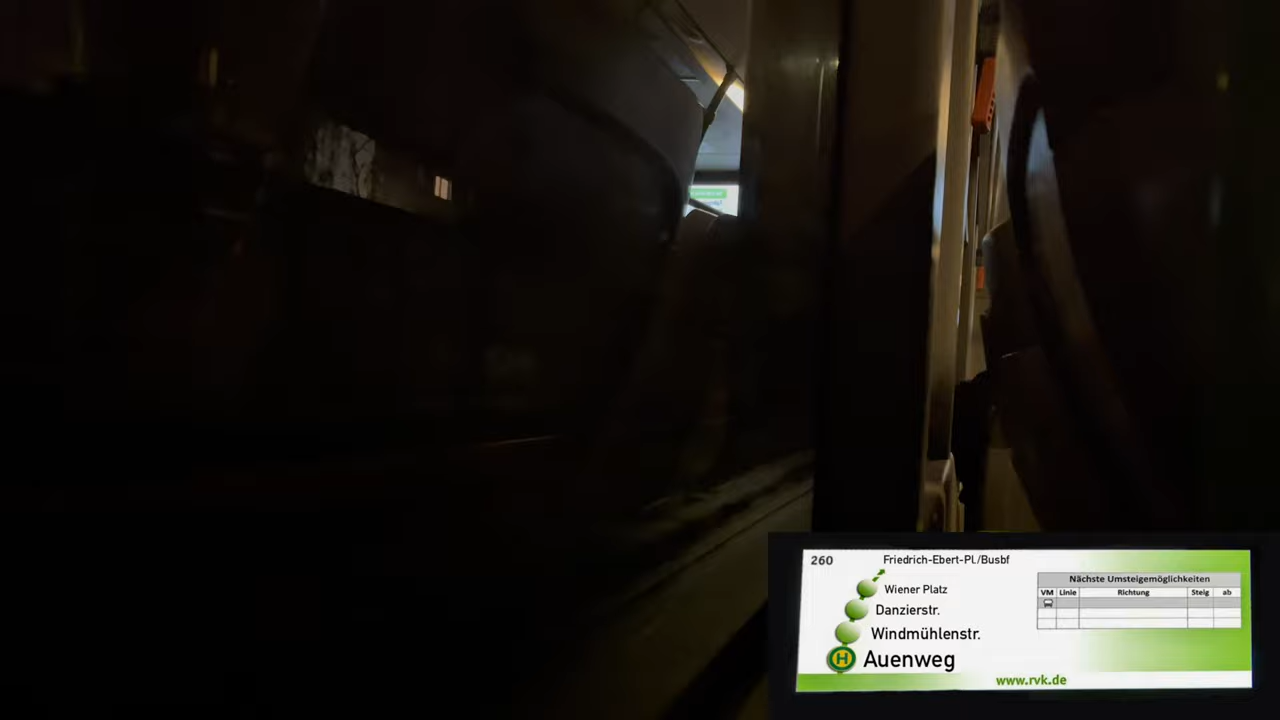 260
Friedrich-Ebert-Pl./Busbf
Wiener Platz
Danzierstr.
Windmühlenstr.
H Auenweg
Nächste Umsteigemöglichkeiten
VM Linie Richtung Steig ab
www.rvk.de